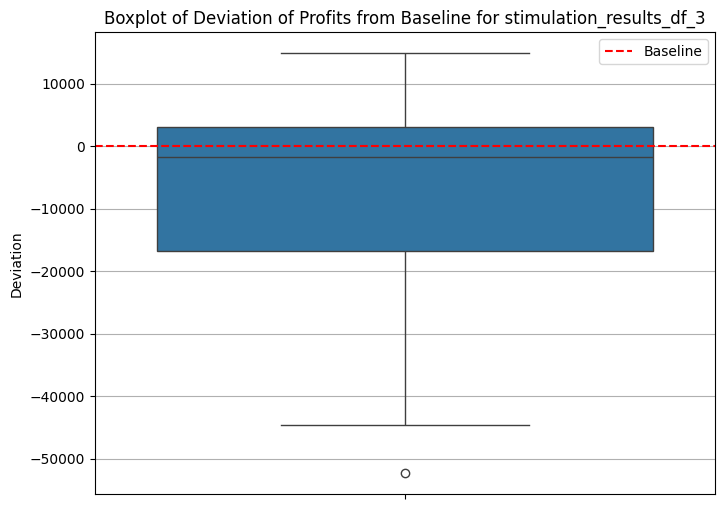 Boxplot of Deviation of Profits from Baseline for stimulation_results_df_3
Baseline
10000
0
−10000
−20000
−30000
−40000
−50000
Deviation